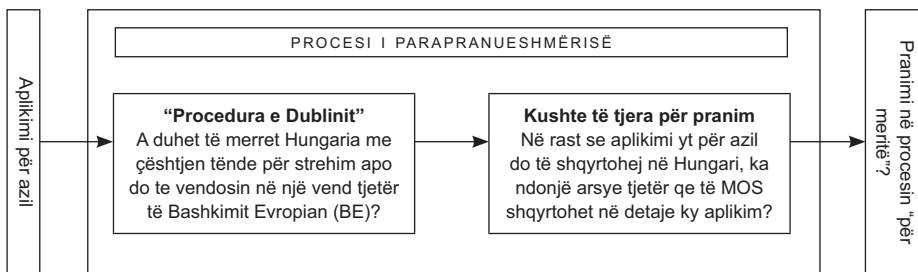 Aplikimi për azil
PROCESI I PARAPRANUESHMËRISË
“Procedura e Dublinit”
A duhet të merret Hungaria me
çështjen tënde për strehim apo
do te vendosin në një vend tjetër
të Bashkimit Evropian (BE)?
Kushte të tjera për pranim
Në rast se aplikimi yt për azil
do të shqyrtohej në Hungari, ka
ndonjë arsye tjetër qe të MOS
shqyrtohet në detaje ky aplikim?
Pranimi në procesin “për
meritë”?